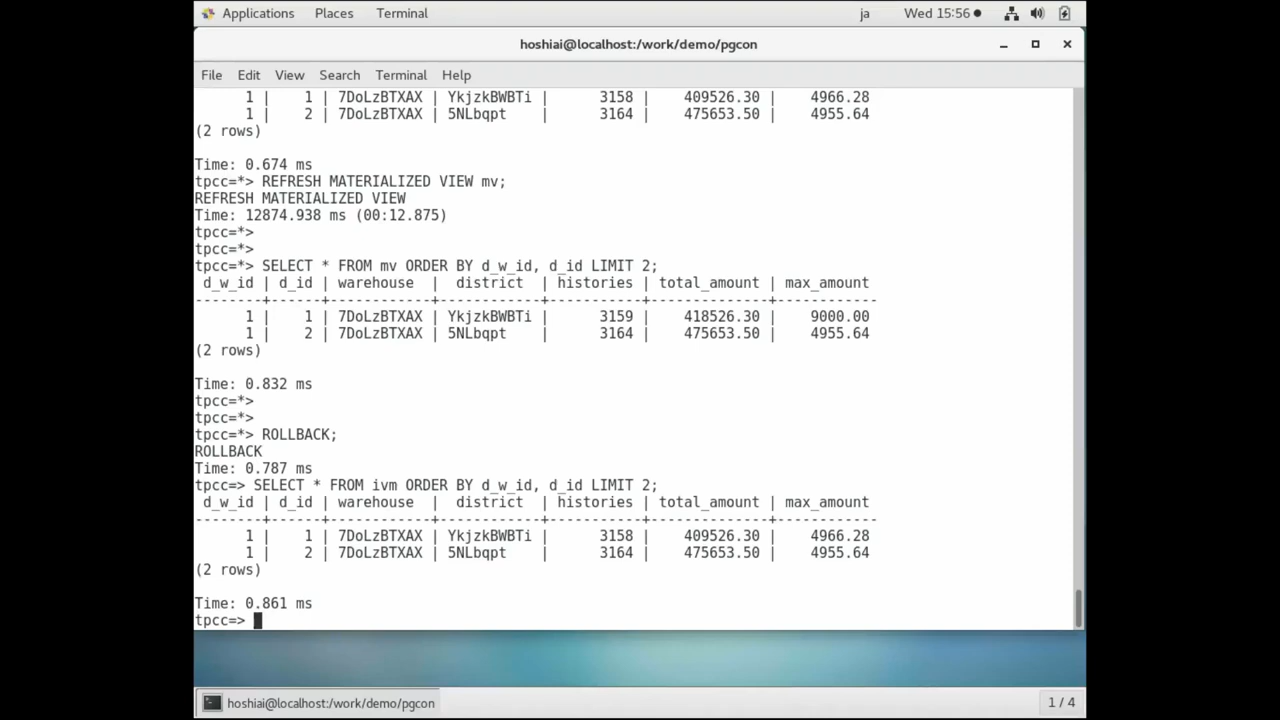 Applications Places Terminal ja Wed 15:56
hoshiai@localhost:/work/demo/pgcon
File Edit View Search Terminal Help
1 | 1 | 7DoLzBTXAX | YkjzkBWBTi | 3158 | 409526.30 | 4966.28
1 | 2 | 7DoLzBTXAX | 5NLbqpt | 3164 | 475653.50 | 4955.64
(2 rows)
Time: 0.674 ms
tpcc=*> REFRESH MATERIALIZED VIEW mv;
REFRESH MATERIALIZED VIEW
Time: 12874.938 ms (00:12.875)
tpcc=*>
tpcc=*>
tpcc=*> SELECT * FROM mv ORDER BY d_w_id, d_id LIMIT 2;
d_w_id | d_id | warehouse | district | histories | total_amount | max_amount
--------+------+------------+------------+-----------+--------------+------------
1 | 1 | 7DoLzBTXAX | YkjzkBWBTi | 3159 | 418526.30 | 9000.00
1 | 2 | 7DoLzBTXAX | 5NLbqpt | 3164 | 475653.50 | 4955.64
(2 rows)
Time: 0.832 ms
tpcc=*>
tpcc=*>
tpcc=*> ROLLBACK;
ROLLBACK
Time: 0.787 ms
tpcc=> SELECT * FROM ivm ORDER BY d_w_id, d_id LIMIT 2;
d_w_id | d_id | warehouse | district | histories | total_amount | max_amount
--------+------+------------+------------+-----------+--------------+------------
1 | 1 | 7DoLzBTXAX | YkjzkBWBTi | 3158 | 409526.30 | 4966.28
1 | 2 | 7DoLzBTXAX | 5NLbqpt | 3164 | 475653.50 | 4955.64
(2 rows)
Time: 0.861 ms
tpcc=>
hoshiai@localhost:/work/demo/pgcon 1 / 4